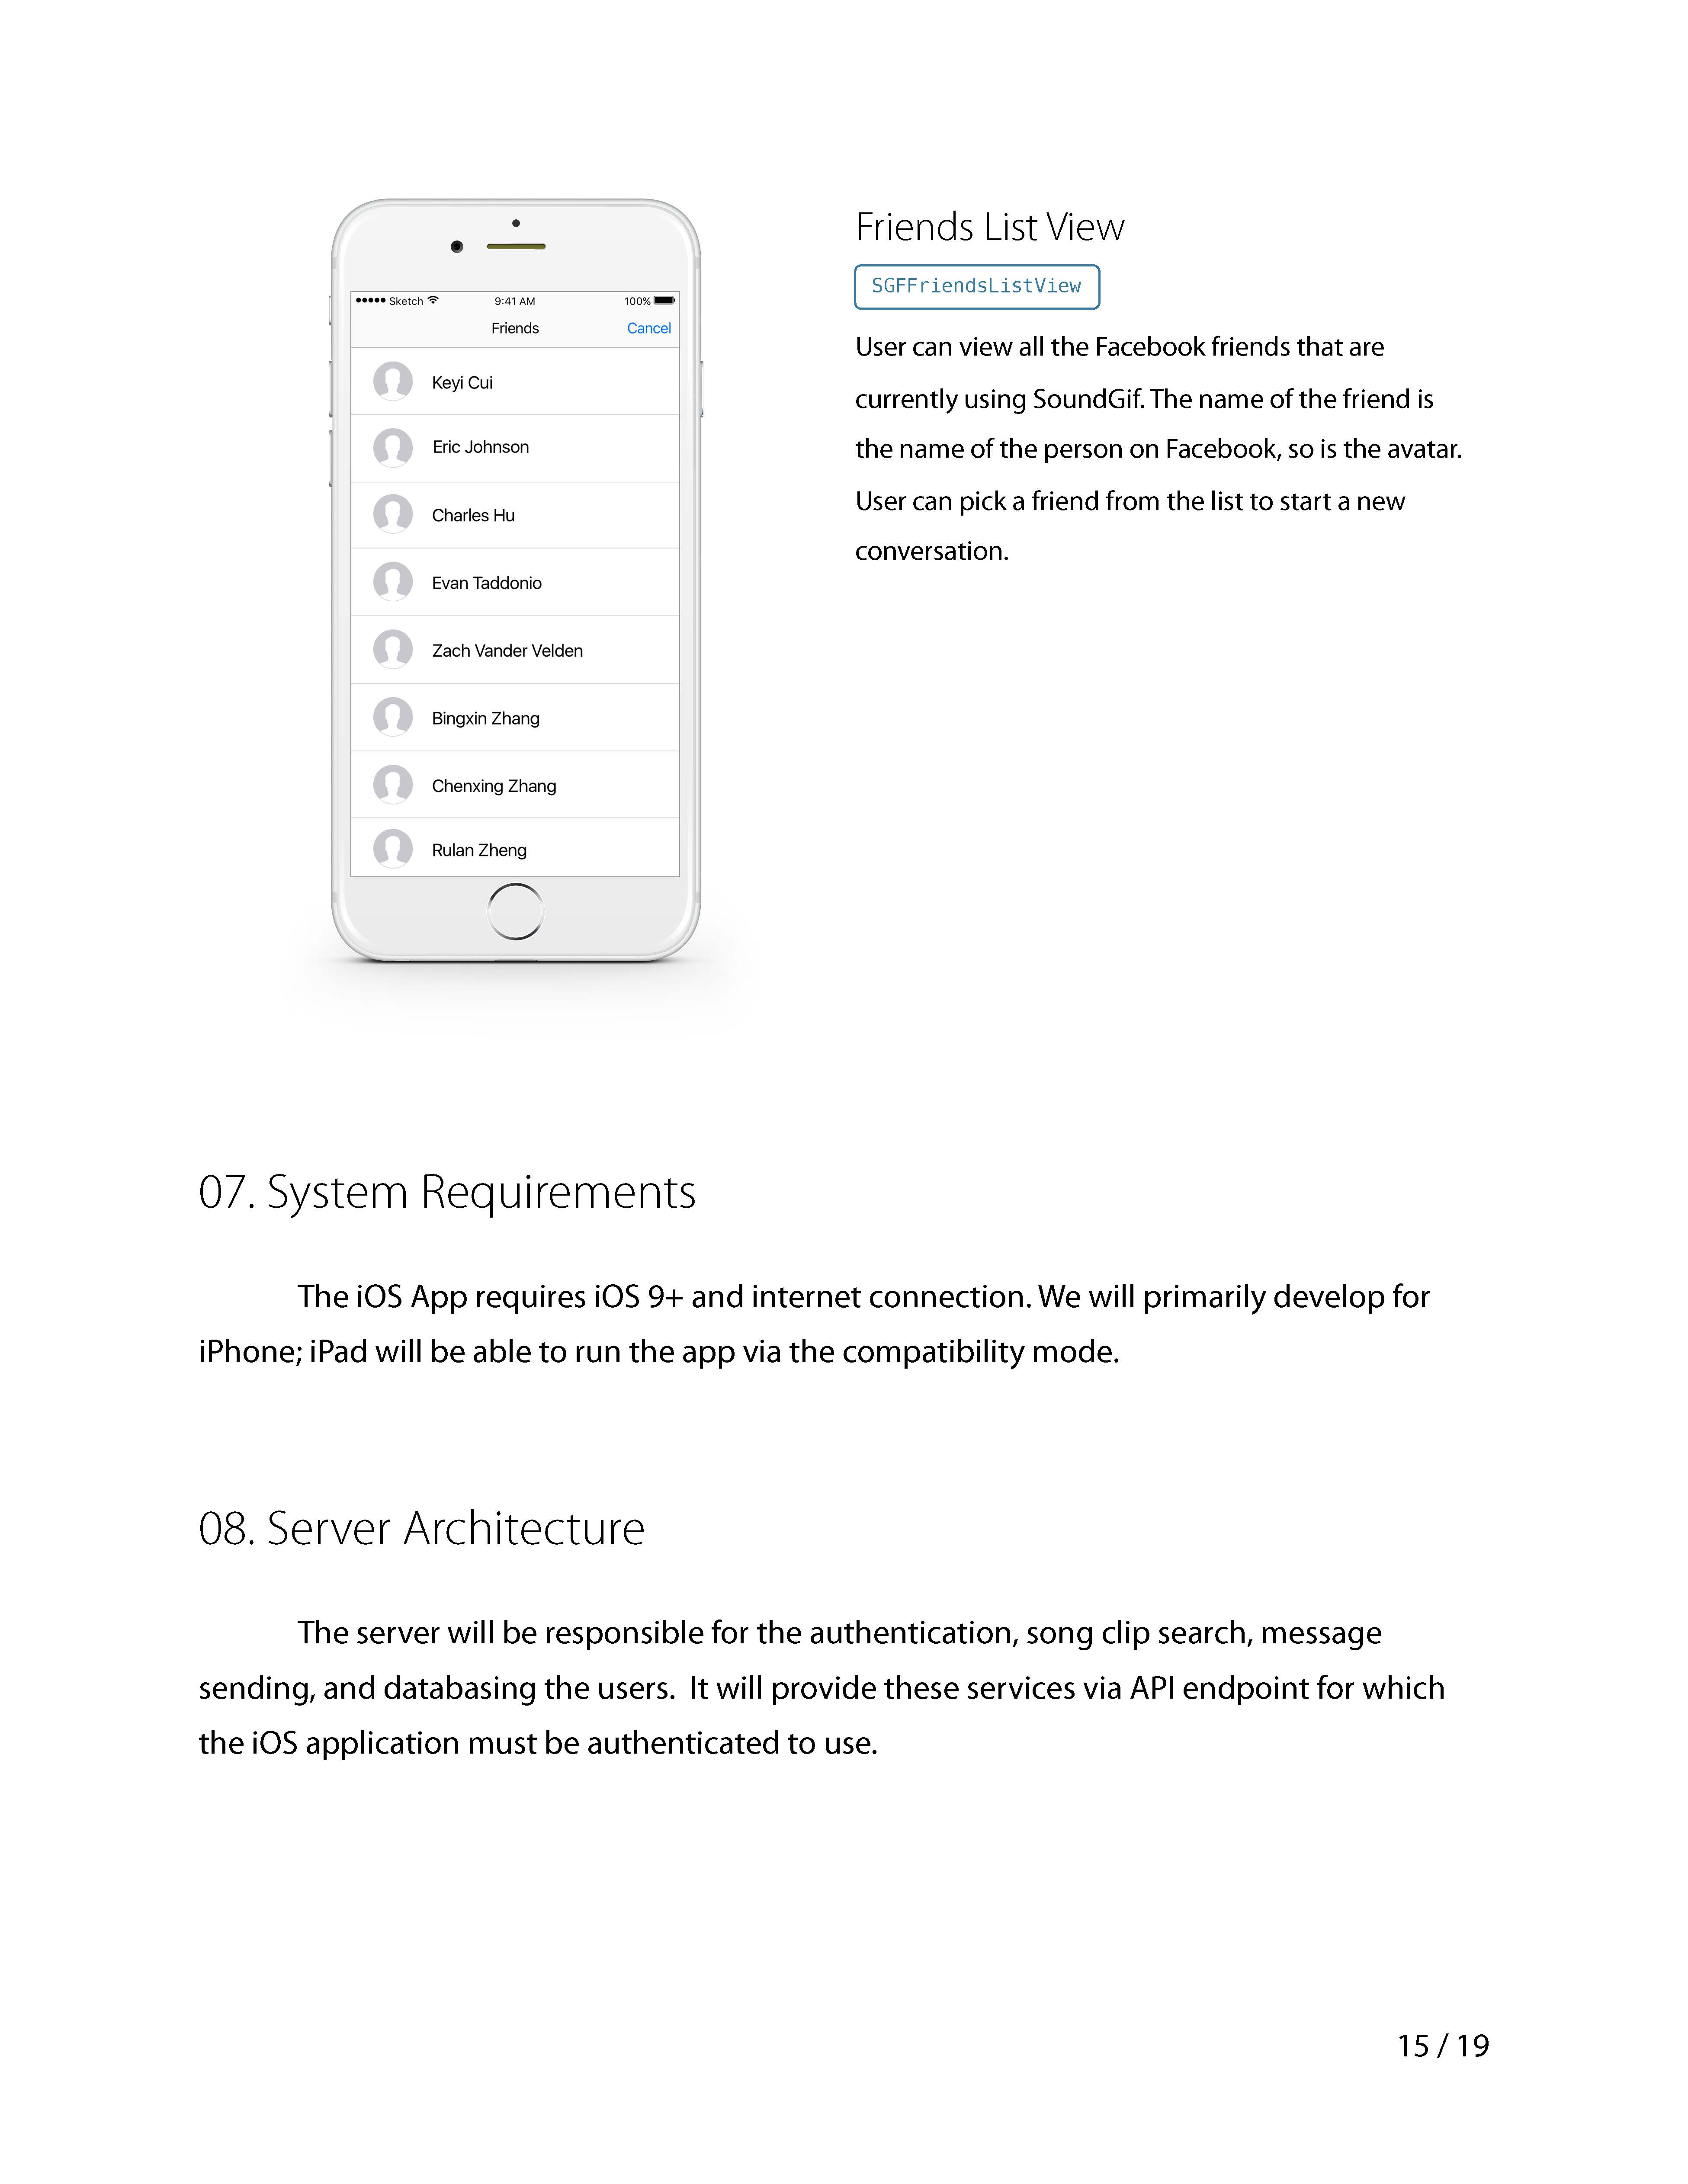 Sketch 9:41 AM 100%
Friends Cancel
Keyi Cui
Eric Johnson
Charles Hu
Evan Taddonio
Zach Vander Velden
Bingxin Zhang
Chenxing Zhang
Rulan Zheng
Friends List View
SGFFriendsListView
User can view all the Facebook friends that are
currently using SoundGif. The name of the friend is
the name of the person on Facebook, so is the avatar.
User can pick a friend from the list to start a new
conversation.
07. System Requirements
The iOS App requires iOS 9+ and internet connection. We will primarily develop for
iPhone; iPad will be able to run the app via the compatibility mode.
08. Server Architecture
The server will be responsible for the authentication, song clip search, message
sending, and databasing the users.  It will provide these services via API endpoint for which
the iOS application must be authenticated to use.
15 / 19